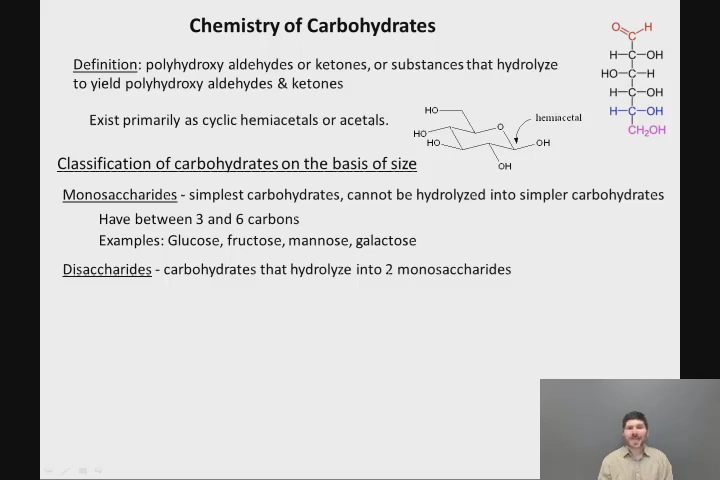 Chemistry of Carbohydrates
Definition: polyhydroxy aldehydes or ketones, or substances that hydrolyze
to yield polyhydroxy aldehydes & ketones
Exist primarily as cyclic hemiacetals or acetals.
HO
HO
HO
O
OH
OH
hemiacetal
O H
C
H-C-OH
HO-C-H
H-C-OH
H-C-OH
CH2OH
Classification of carbohydrates on the basis of size
Monosaccharides - simplest carbohydrates, cannot be hydrolyzed into simpler carbohydrates
Have between 3 and 6 carbons
Examples: Glucose, fructose, mannose, galactose
Disaccharides - carbohydrates that hydrolyze into 2 monosaccharides